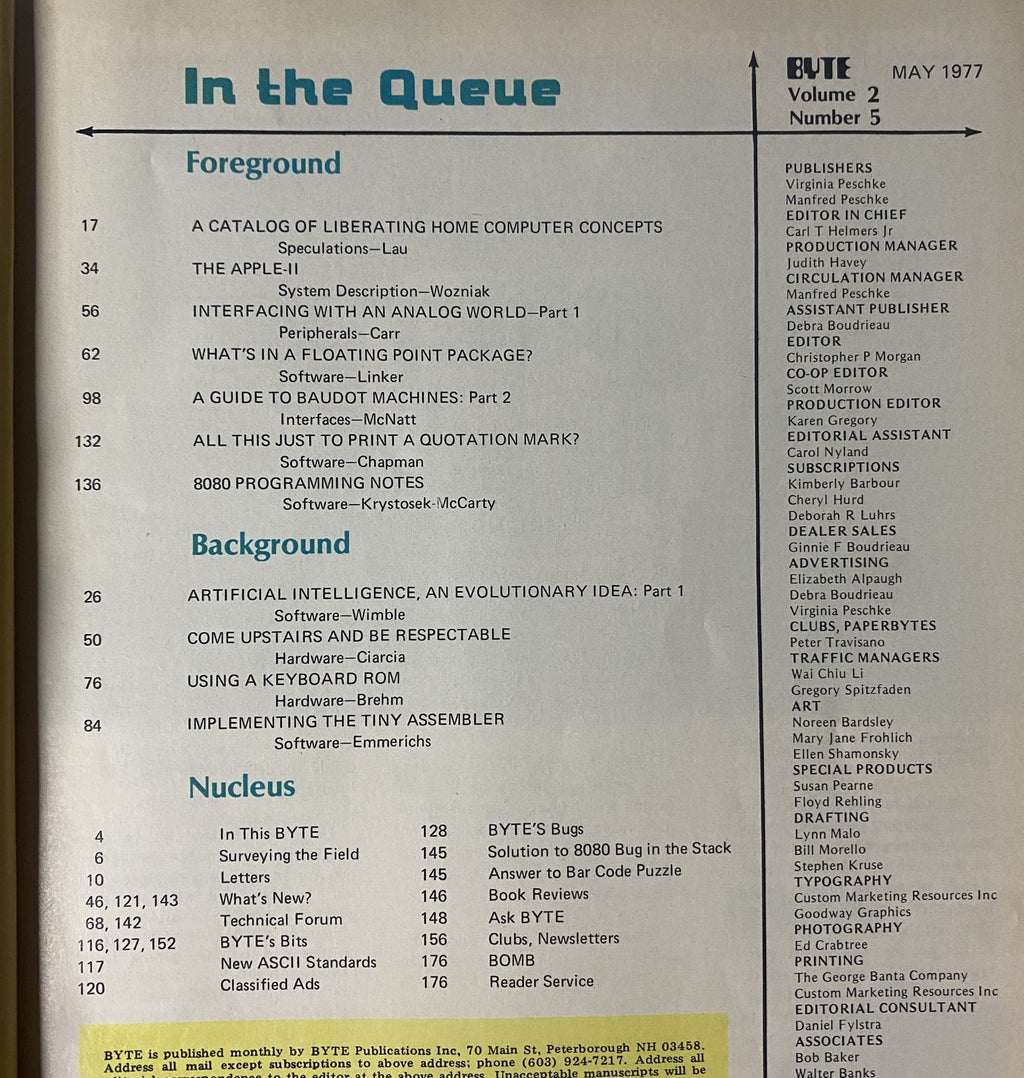 In the Queue
BYTE MAY 1977
Volume 2
Number 5
Foreground
17 A CATALOG OF LIBERATING HOME COMPUTER CONCEPTS
Speculations—Lau
34 THE APPLE-II
System Description—Wozniak
56 INTERFACING WITH AN ANALOG WORLD—Part 1
Peripherals—Carr
62 WHAT'S IN A FLOATING POINT PACKAGE?
Software—Linker
98 A GUIDE TO BAUDOT MACHINES: Part 2
Interfaces—McNatt
132 ALL THIS JUST TO PRINT A QUOTATION MARK?
Software—Chapman
136 8080 PROGRAMMING NOTES
Software—Krystosek-McCarty
Background
26 ARTIFICIAL INTELLIGENCE, AN EVOLUTIONARY IDEA: Part 1
Software—Wimble
50 COME UPSTAIRS AND BE RESPECTABLE
Hardware—Ciarcia
76 USING A KEYBOARD ROM
Hardware—Brehm
84 IMPLEMENTING THE TINY ASSEMBLER
Software—Emmerichs
Nucleus
4 In This BYTE
6 Surveying the Field
10 Letters
46, 121, 143 What's New?
68, 142 Technical Forum
116, 127, 152 BYTE's Bits
117 New ASCII Standards
120 Classified Ads
128 BYTE'S Bugs
145 Solution to 8080 Bug in the Stack
145 Answer to Bar Code Puzzle
146 Book Reviews
148 Ask BYTE
156 Clubs, Newsletters
176 BOMB
176 Reader Service
BYTE is published monthly by BYTE Publications Inc, 70 Main St, Peterborough NH 03458.
Address all mail except subscriptions to above address; phone (603) 924-7217. Address all
to the editor at the above address. Unacceptable manuscripts will be
PUBLISHERS
Virginia Peschke
Manfred Peschke
EDITOR IN CHIEF
Carl T Helmers Jr
PRODUCTION MANAGER
Judith Havey
CIRCULATION MANAGER
Manfred Peschke
ASSISTANT PUBLISHER
Debra Boudrieau
EDITOR
Christopher P Morgan
CO-OP EDITOR
Scott Morrow
PRODUCTION EDITOR
Karen Gregory
EDITORIAL ASSISTANT
Carol Nyland
SUBSCRIPTIONS
Kimberly Barbour
Cheryl Hurd
Deborah R Luhrs
DEALER SALES
Ginnie F Boudrieau
ADVERTISING
Elizabeth Alpaugh
Debra Boudrieau
Virginia Peschke
CLUBS, PAPERBYTES
Peter Travisano
TRAFFIC MANAGERS
Wai Chiu Li
Gregory Spitzfaden
ART
Noreen Bardsley
Mary Jane Frohlich
Ellen Shamonsky
SPECIAL PRODUCTS
Susan Pearne
Floyd Rehling
DRAFTING
Lynn Malo
Bill Morello
Stephen Kruse
TYPOGRAPHY
Custom Marketing Resources Inc
Goodway Graphics
PHOTOGRAPHY
Ed Crabtree
PRINTING
The George Banta Company
Custom Marketing Resources Inc
EDITORIAL CONSULTANT
Daniel Fylstra
ASSOCIATES
Bob Baker
Walter Banks